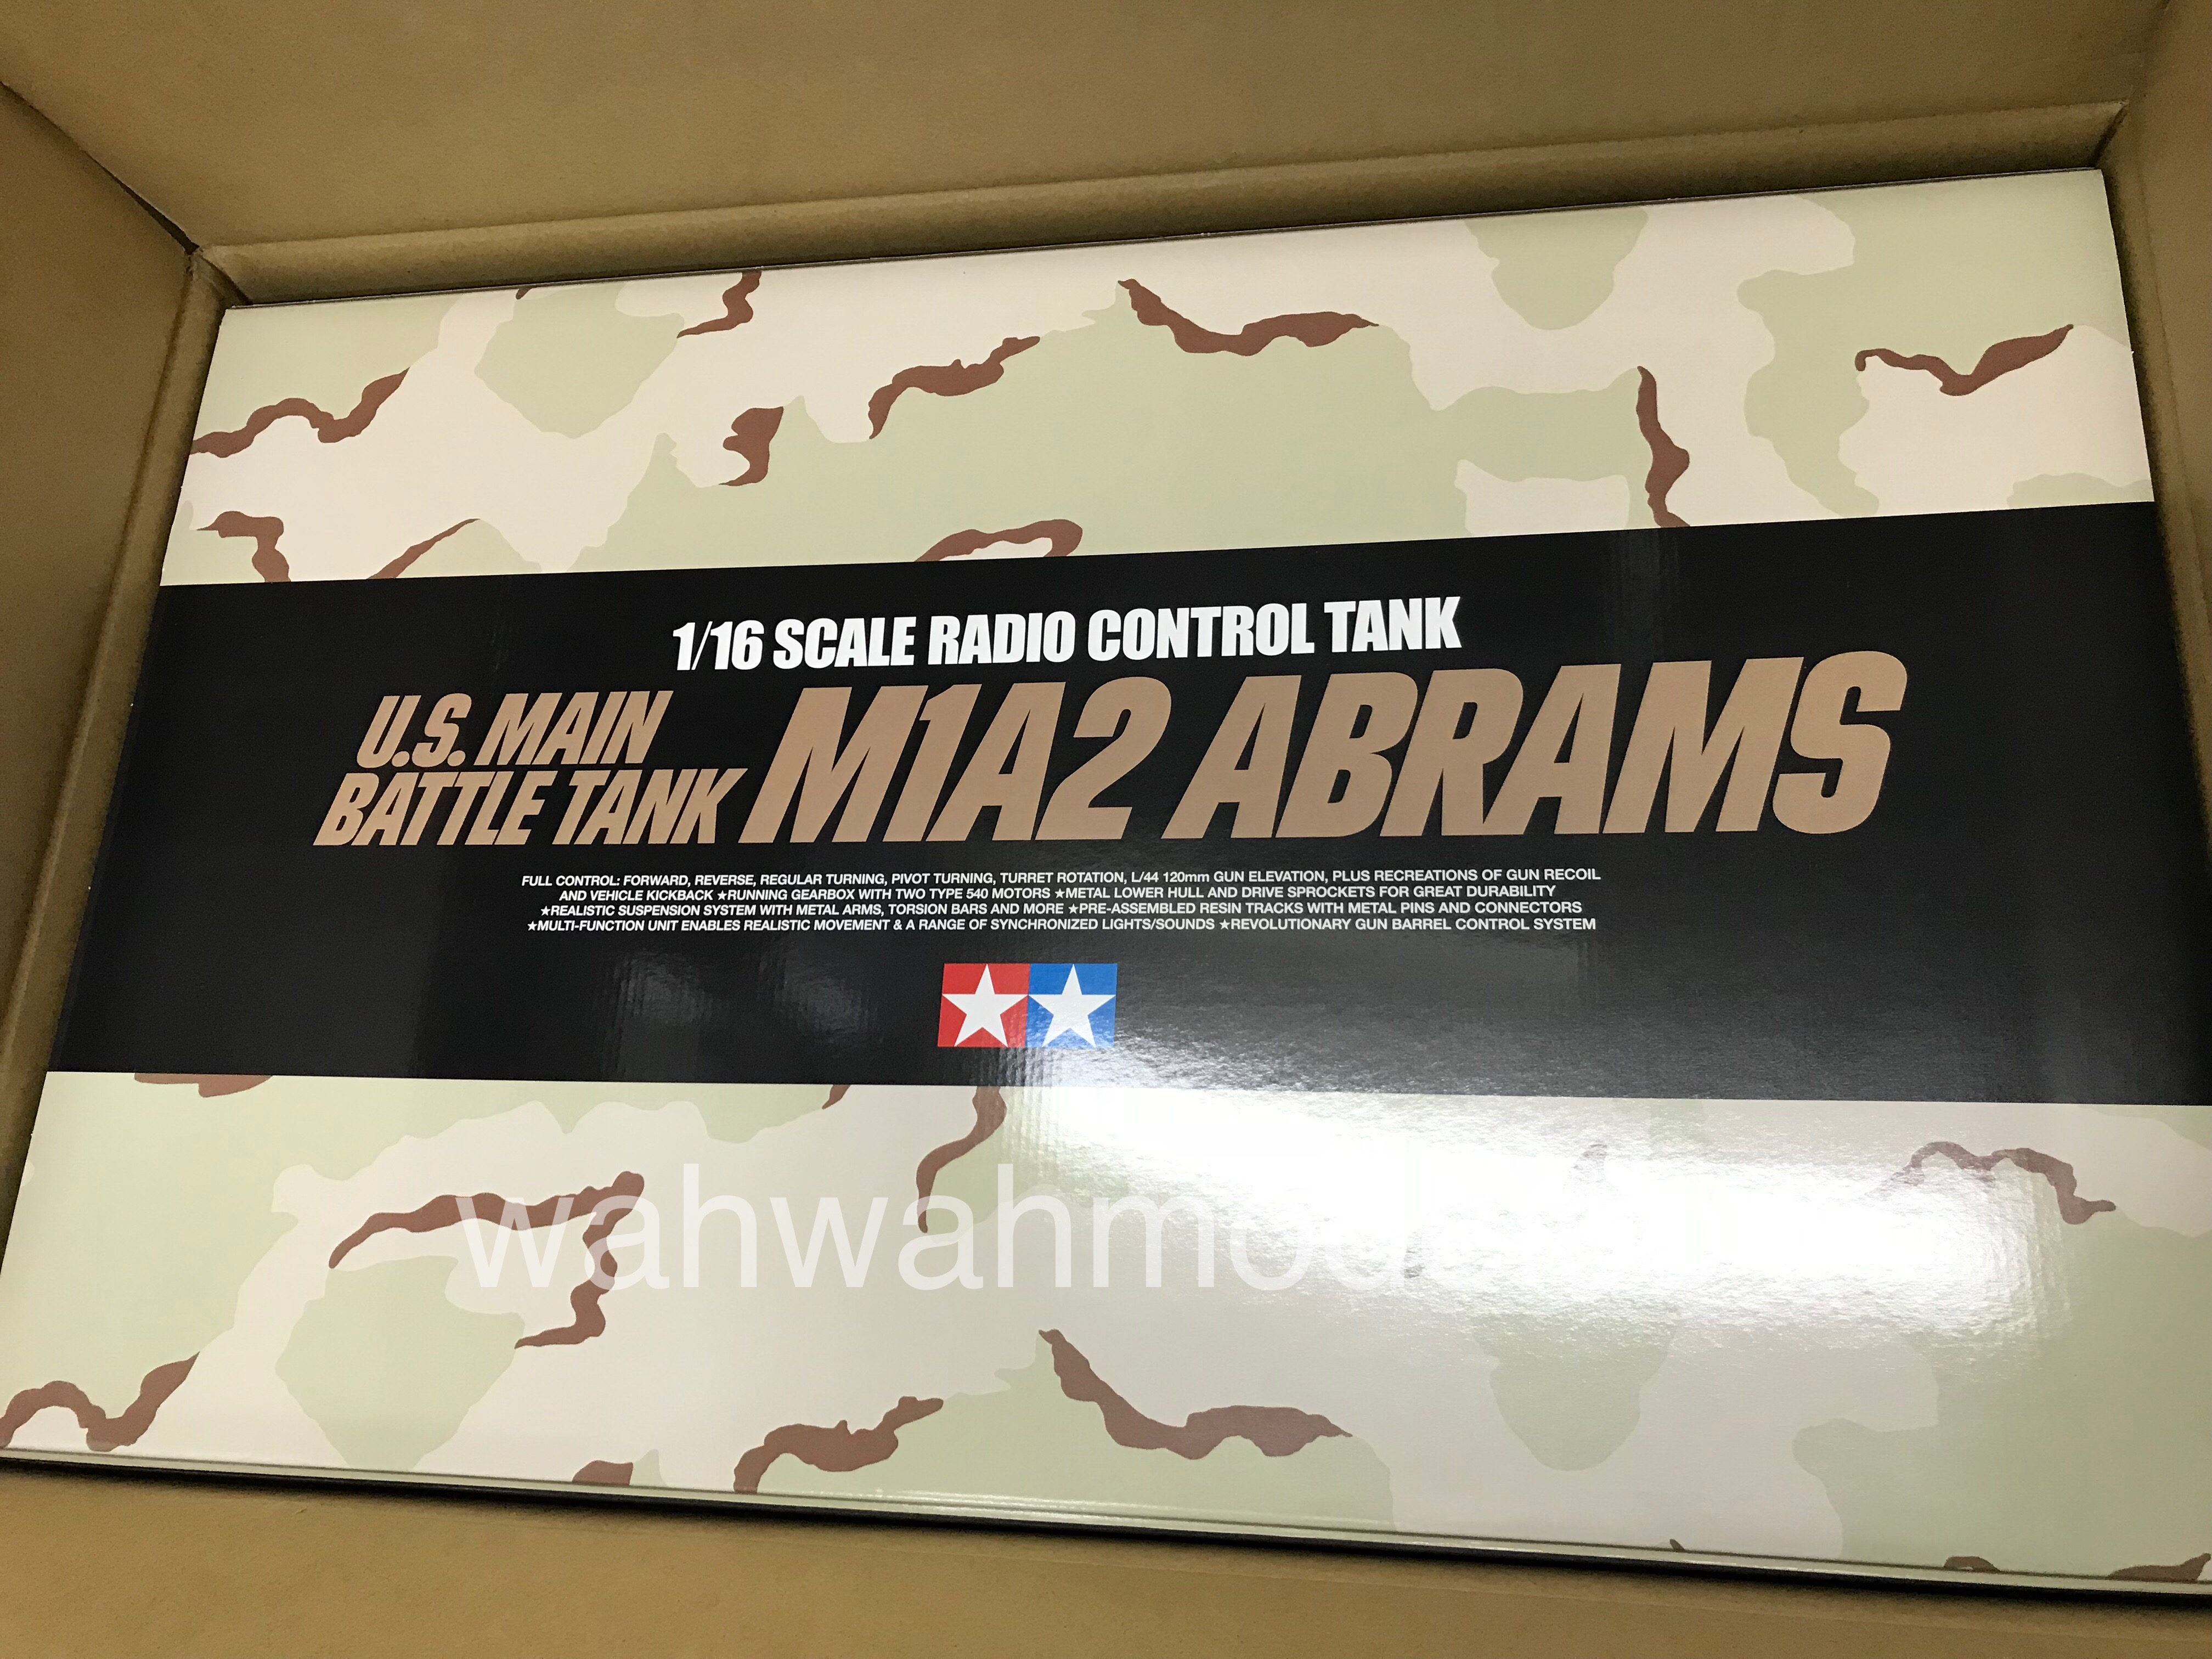 1/16 SCALE RADIO CONTROL TANK
U.S. MAIN
BATTLE TANK
M1A2 ABRAMS
FULL CONTROL: FORWARD, REVERSE, REGULAR TURNING, PIVOT TURNING, TURRET ROTATION, L/44 120mm GUN ELEVATION, PLUS RECREATIONS OF GUN RECOIL
AND VEHICLE KICKBACK ★RUNNING GEARBOX WITH TWO TYPE 540 MOTORS ★METAL LOWER HULL AND DRIVE SPROCKETS FOR GREAT DURABILITY
★REALISTIC SUSPENSION SYSTEM WITH METAL ARMS, TORSION BARS AND MORE ★PRE-ASSEMBLED RESIN TRACKS WITH METAL PINS AND CONNECTORS
★MULTI-FUNCTION UNIT ENABLES REALISTIC MOVEMENT & A RANGE OF SYNCHRONIZED LIGHTS/SOUNDS ★REVOLUTIONARY GUN BARREL CONTROL SYSTEM